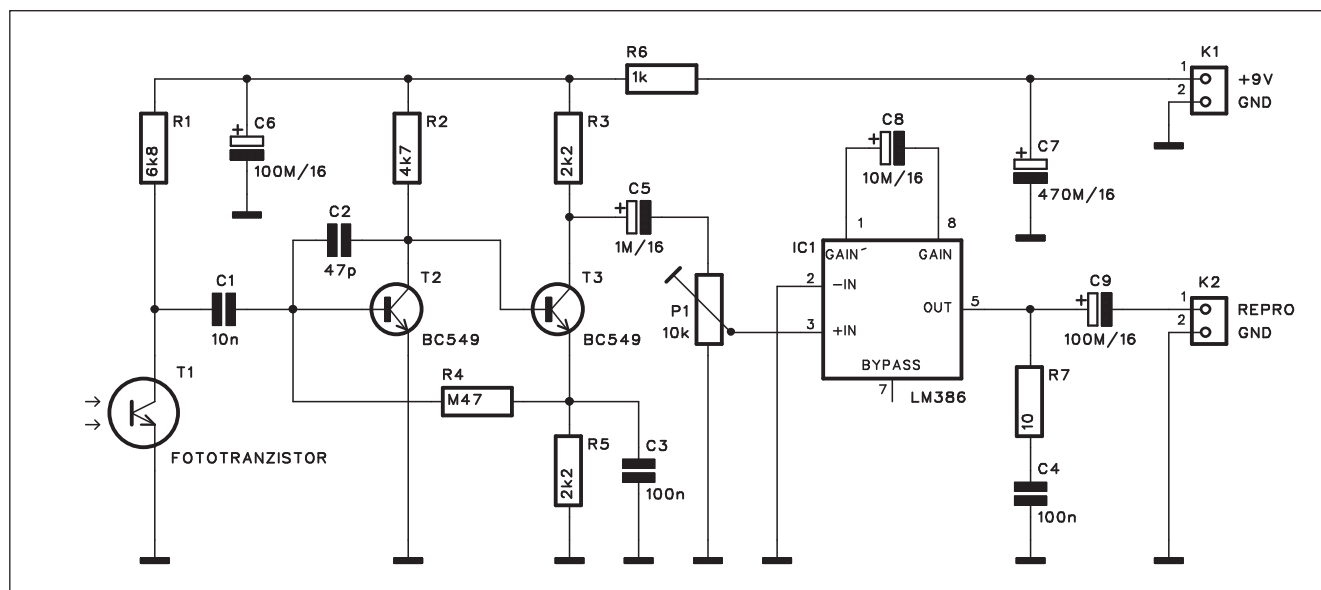 R6
1k
K1
1
+9V
2
GND
R1
6k8
C6
+
100M/16
R2
4k7
R3
2k2
C8
+
10M/16
C7
+
470M/16
C2
47p
C5
+
1M/16
1
8
IC1
GAIN´
GAIN
2
-IN
OUT
5
3
+IN
BYPASS
7
LM386
C1
10n
T2
BC549
T3
BC549
P1
10k
C9
+
100M/16
K2
1
REPRO
2
GND
T1
FOTOTRANZISTOR
R4
M47
R5
2k2
C3
100n
R7
10
C4
100n